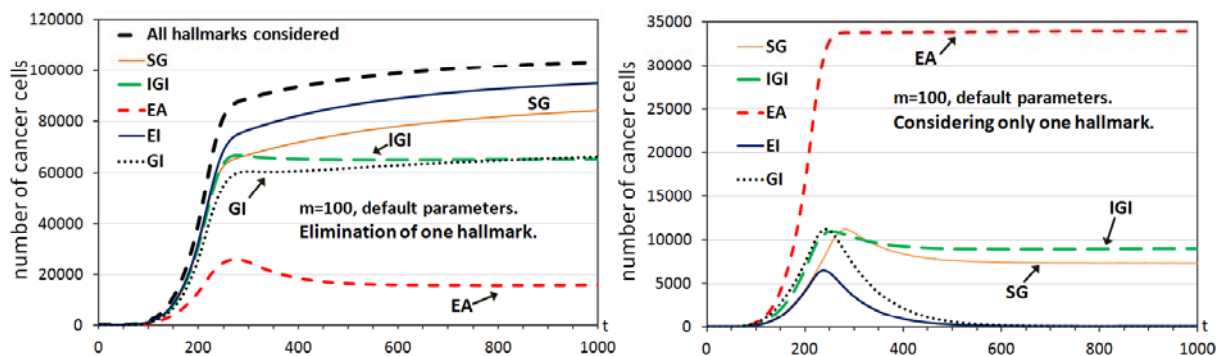 120000
100000
80000
60000
40000
20000
0
number of cancer cells
All hallmarks considered
SG
IGI
EA
EI
GI
SG
IGI
GI
m=100, default parameters.
Elimination of one hallmark.
EA
0 200 400 600 800 1000
t
35000
30000
25000
20000
15000
10000
5000
0
number of cancer cells
SG
IGI
EA
EI
GI
EA
m=100, default parameters.
Considering only one hallmark.
IGI
SG
0 200 400 600 800 1000
t